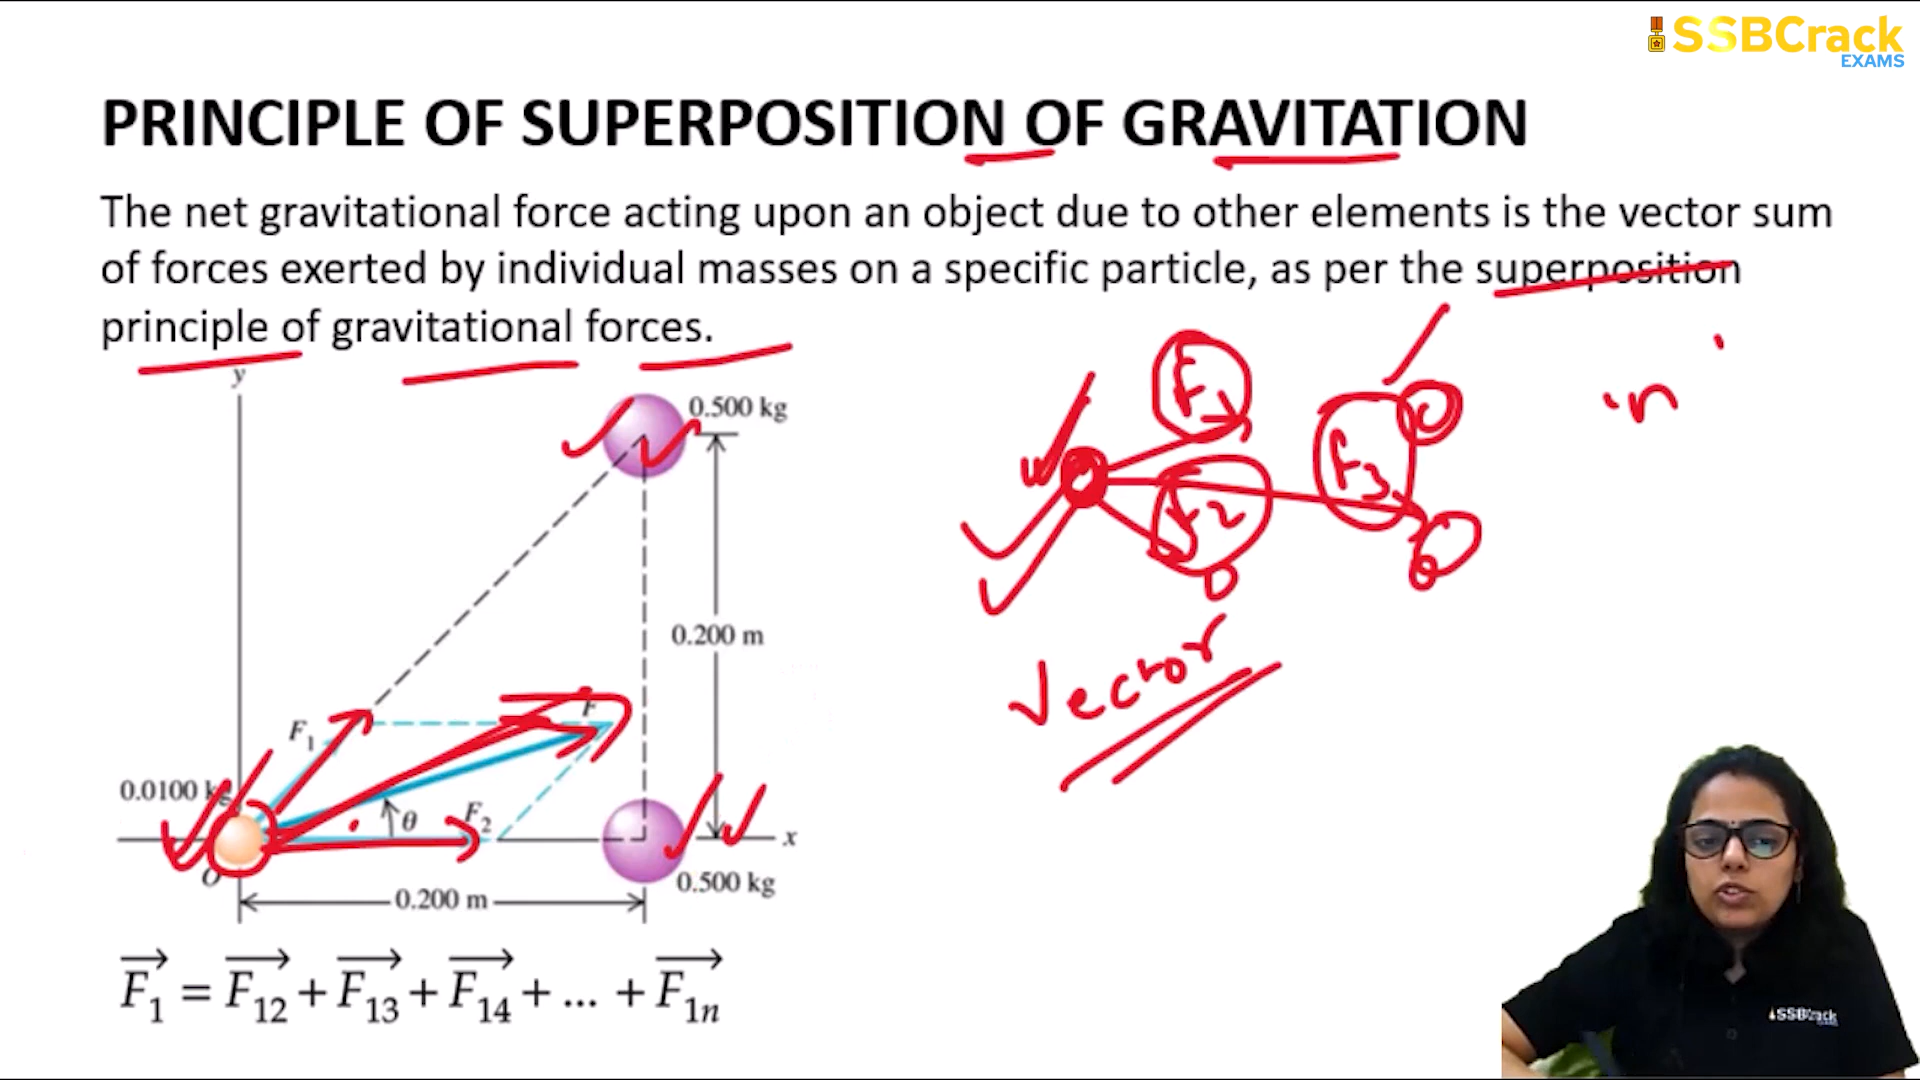 SSBCrack
EXAMS
PRINCIPLE OF SUPERPOSITION OF GRAVITATION
The net gravitational force acting upon an object due to other elements is the vector sum
of forces exerted by individual masses on a specific particle, as per the superposition
principle of gravitational forces.
y
0.500 kg
F
F2
F3
n
0.200 m
Vector
F1
F
0.0100 kg
θ
F2
x
O
0.500 kg
0.200 m
F₁ = F₁₂ + F₁₃ + F₁₄ + ... + F₁ₙ
SSBCrack
EXAMS